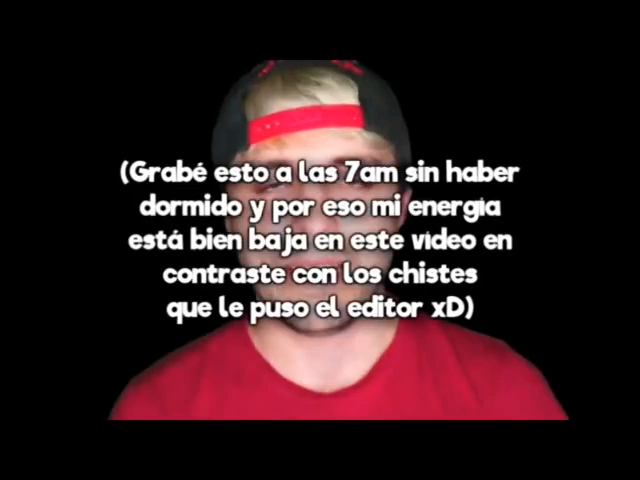 (Grabé esto a las 7am sin haber
dormido y por eso mi energía
está bien baja en este video en
contraste con los chistes
que le puso el editor xD)